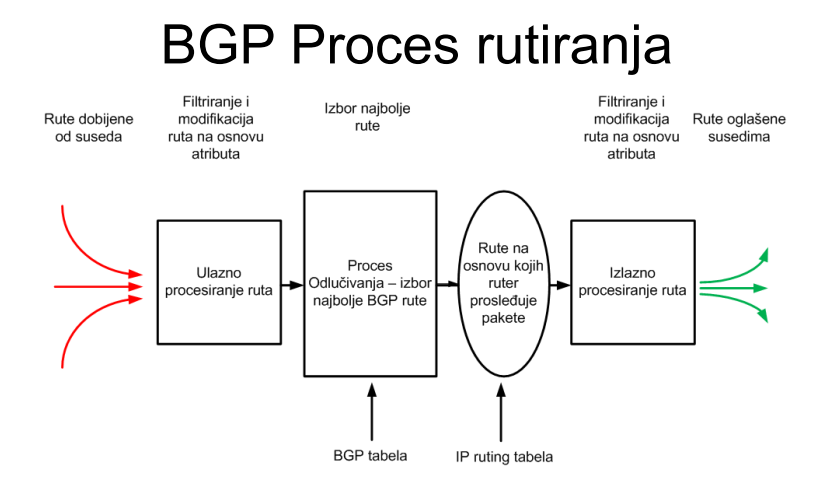 BGP Proces rutiranja
Rute dobijene
od suseda
Filtriranje i
modifikacija
ruta na osnovu
atributa
Izbor najbolje
rute
Filtriranje i
modifikacija
ruta na osnovu
atributa
Rute oglašene
susedima
Ulazno
procesiranje ruta
Proces
Odlučivanja – izbor
najbolje BGP rute
Rute na
osnovu kojih
ruter
prosleđuje
pakete
Izlazno
procesiranje ruta
BGP tabela
IP ruting tabela